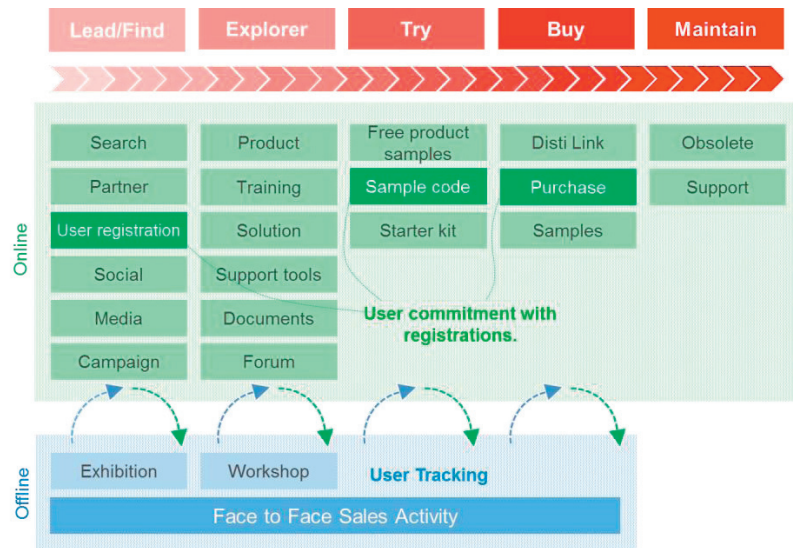 Lead/Find
Explorer
Try
Buy
Maintain
Online
Search
Product
Free product
samples
Disti Link
Obsolete
Partner
Training
Sample code
Purchase
Support
User registration
Solution
Starter kit
Samples
Social
Support tools
Media
Documents
User commitment with
registrations.
Campaign
Forum
Offline
Exhibition
Workshop
User Tracking
Face to Face Sales Activity